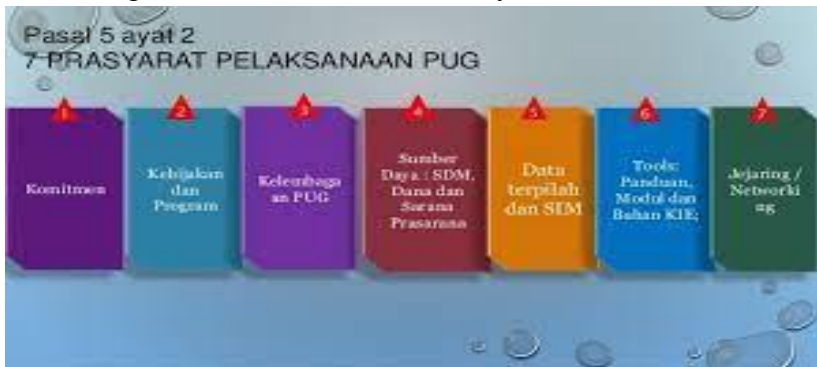 Pasal 5 ayat 2
7 PRASYARAT PELAKSANAAN PUG
1
Komitmen
2
Kebijakan
dan
Program
3
Kelembaga
an PUG
4
Sumber
Daya : SDM,
Dana dan
Sarana
Prasarana
5
Data
terpilah
dan SIM
6
Tools:
Panduan,
Modul dan
Bahan KIE;
7
Jejaring /
Networki
ng